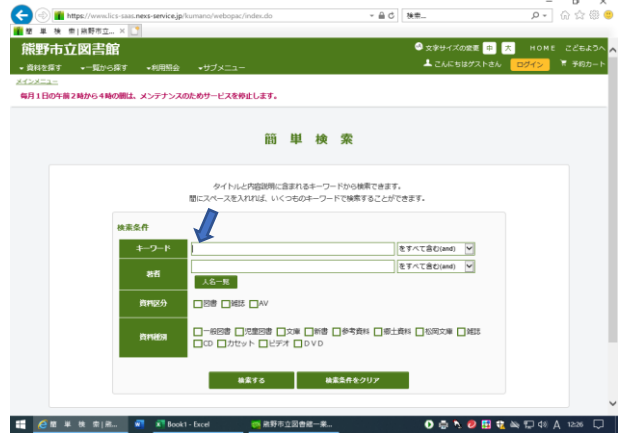 https://www.lics-saas.nexs-service.jp/kumano/webopac/index.do
検索...
簡 単 検 索|熊野市立... ×
熊野市立図書館
文字サイズの変更 中 大 HOME こどもようへ
資料を探す 一覧から探す 利用照会 サブメニュー
こんにちはゲストさん ログイン 予約カート
メインメニュー
毎月1日の午前2時から4時の間は、メンテナンスのためサービスを停止します。
簡 単 検 索
タイトルと内容説明に含まれるキーワードから検索できます。
間にスペースを入れれば、いくつものキーワードで検索することができます。
検索条件
キーワード をすべて含む(and)
著者 をすべて含む(and)
人名一覧
資料区分 図書 雑誌 AV
資料種別 一般図書 児童図書 文庫 新書 参考資料 郷土資料 松岡文庫 雑誌
CD カセット ビデオ DVD
検索する 検索条件をクリア
簡 単 検 索|熊... Book1 - Excel 熊野市立図書館ー案... A 12:26